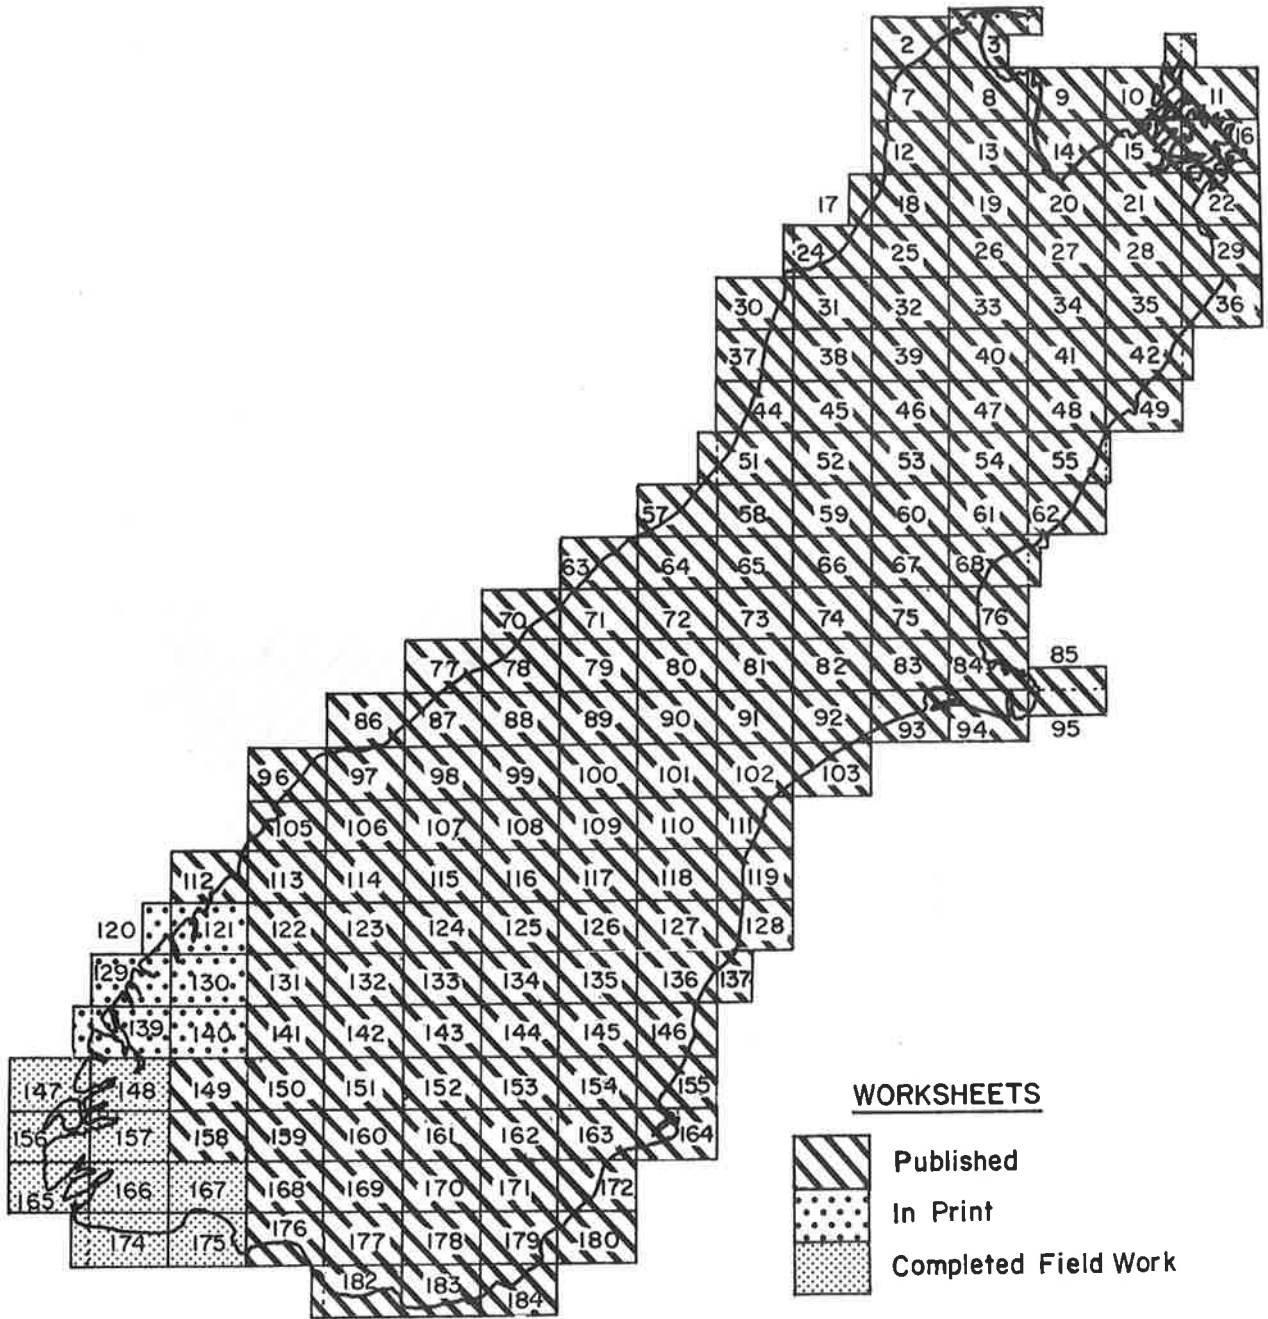 2 3
7 8 9 10 11
12 13 14 15 16
17 18 19 20 21 22
24 25 26 27 28 29
30 31 32 33 34 35 36
37 38 39 40 41 42
44 45 46 47 48 49
51 52 53 54 55
57 58 59 60 61 62
63 64 65 66 67 68
70 71 72 73 74 75 76
77 78 79 80 81 82 83 84 85
86 87 88 89 90 91 92 93 94 95
96 97 98 99 100 101 102 103
105 106 107 108 109 110 111
112 113 114 115 116 117 118 119
120 121 122 123 124 125 126 127 128
129 130 131 132 133 134 135 136 137
139 140 141 142 143 144 145 146
147 148 149 150 151 152 153 154 155
156 157 158 159 160 161 162 163 164
165 166 167 168 169 170 171 172
174 175 176 177 178 179 180
182 183 184
WORKSHEETS
Published
In Print
Completed Field Work